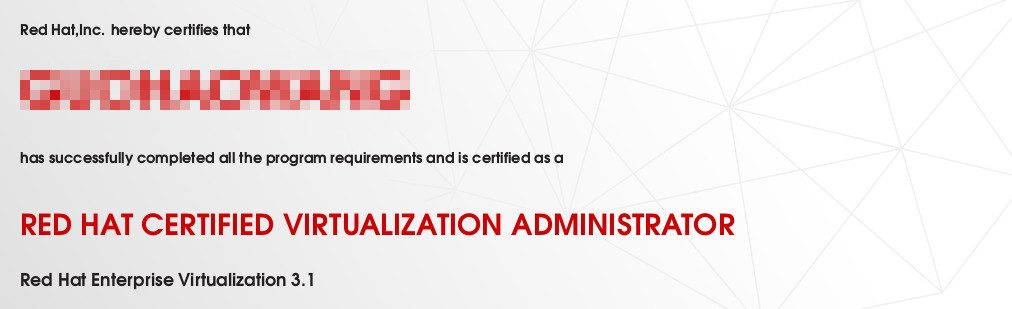 Red Hat,Inc. hereby certifies that
has successfully completed all the program requirements and is certified as a
RED HAT CERTIFIED VIRTUALIZATION ADMINISTRATOR
Red Hat Enterprise Virtualization 3.1